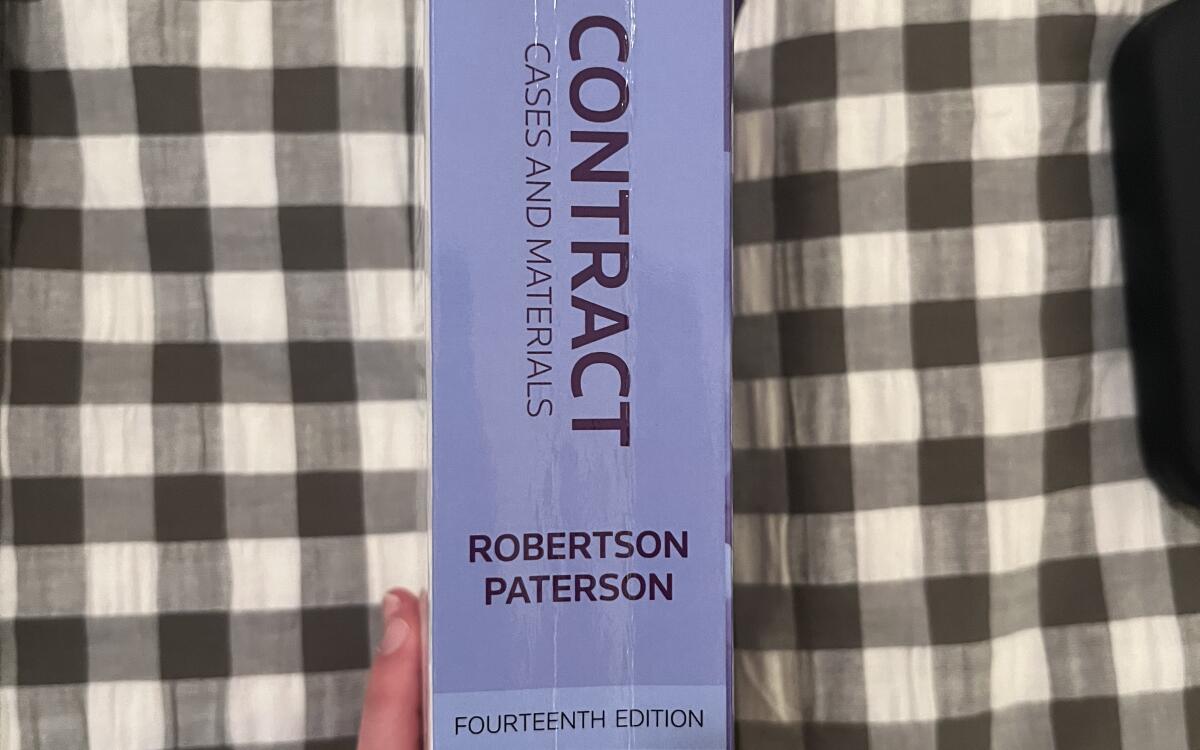 CONTRACT
CASES AND MATERIALS
ROBERTSON
PATERSON
FOURTEENTH EDITION